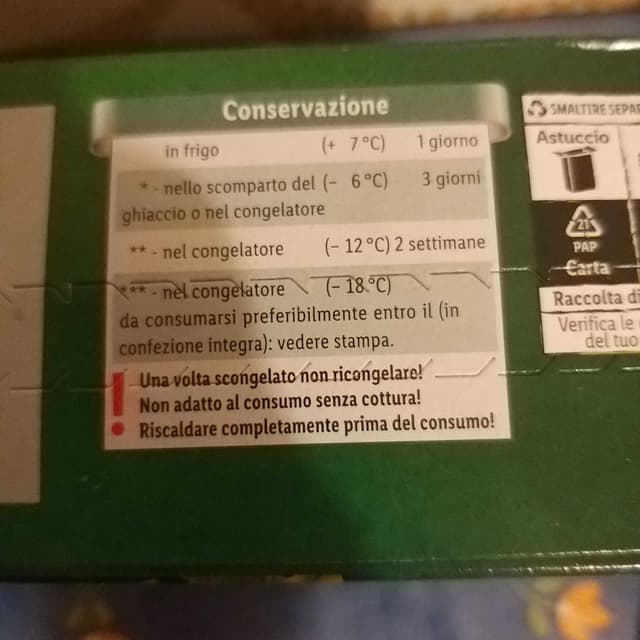 Conservazione
in frigo (+ 7°C) 1 giorno
* - nello scomparto del (- 6°C) 3 giorni
ghiaccio o nel congelatore
** - nel congelatore (- 12°C) 2 settimane
*** - nel congelatore (- 18°C)
da consumarsi preferibilmente entro il (in
confezione integra): vedere stampa.
Una volta scongelato non ricongelare!
Non adatto al consumo senza cottura!
Riscaldare completamente prima del consumo!
SMALTIRE SEPA
Astuccio
21
PAP
Carta
Raccolta di
Verifica le
del tuo